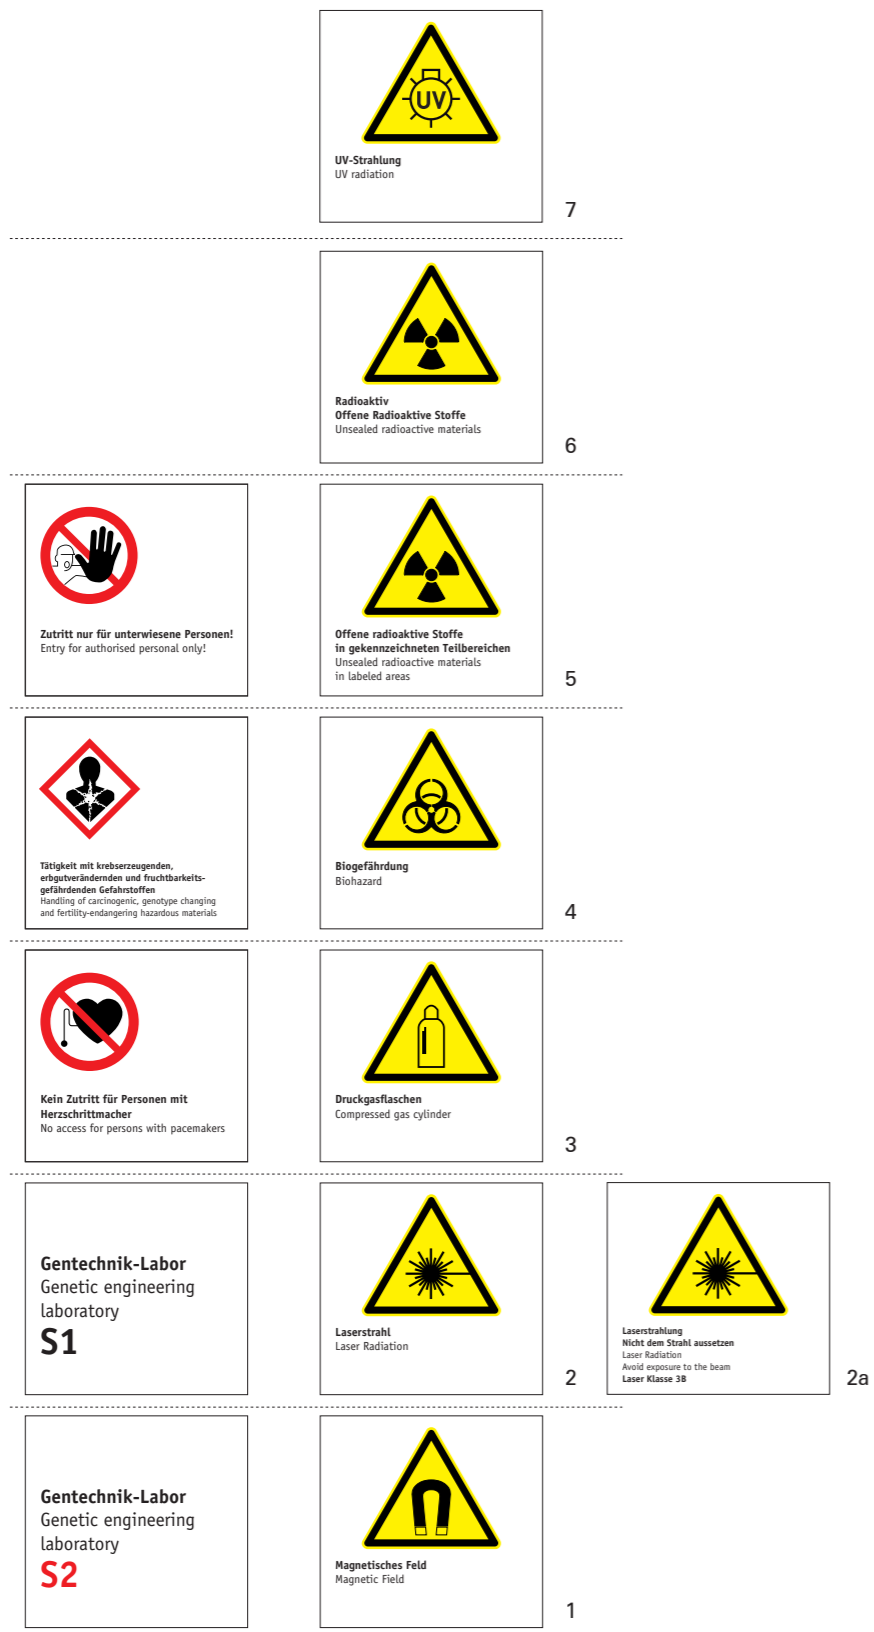 UV
UV-Strahlung
UV radiation
7
Radioaktiv
Offene Radioaktive Stoffe
Unsealed radioactive materials
6
Zutritt nur für unterwiesene Personen!
Entry for authorised personal only!
Offene radioaktive Stoffe
in gekennzeichneten Teilbereichen
Unsealed radioactive materials
in labeled areas
5
Tätigkeit mit krebserzeugenden,
erbgutverändernden und fruchtbarkeits-
gefährdenden Gefahrstoffen
Handling of carcinogenic, genotype changing
and fertility-endangering hazardous materials
Biogefährdung
Biohazard
4
Kein Zutritt für Personen mit
Herzschrittmacher
No access for persons with pacemakers
Druckgasflaschen
Compressed gas cylinder
3
Gentechnik-Labor
Genetic engineering
laboratory
S1
Laserstrahl
Laser Radiation
2
Laserstrahlung
Nicht dem Strahl aussetzen
Laser Radiation
Avoid exposure to the beam
Laser Klasse 3B
2a
Gentechnik-Labor
Genetic engineering
laboratory
S2
Magnetisches Feld
Magnetic Field
1